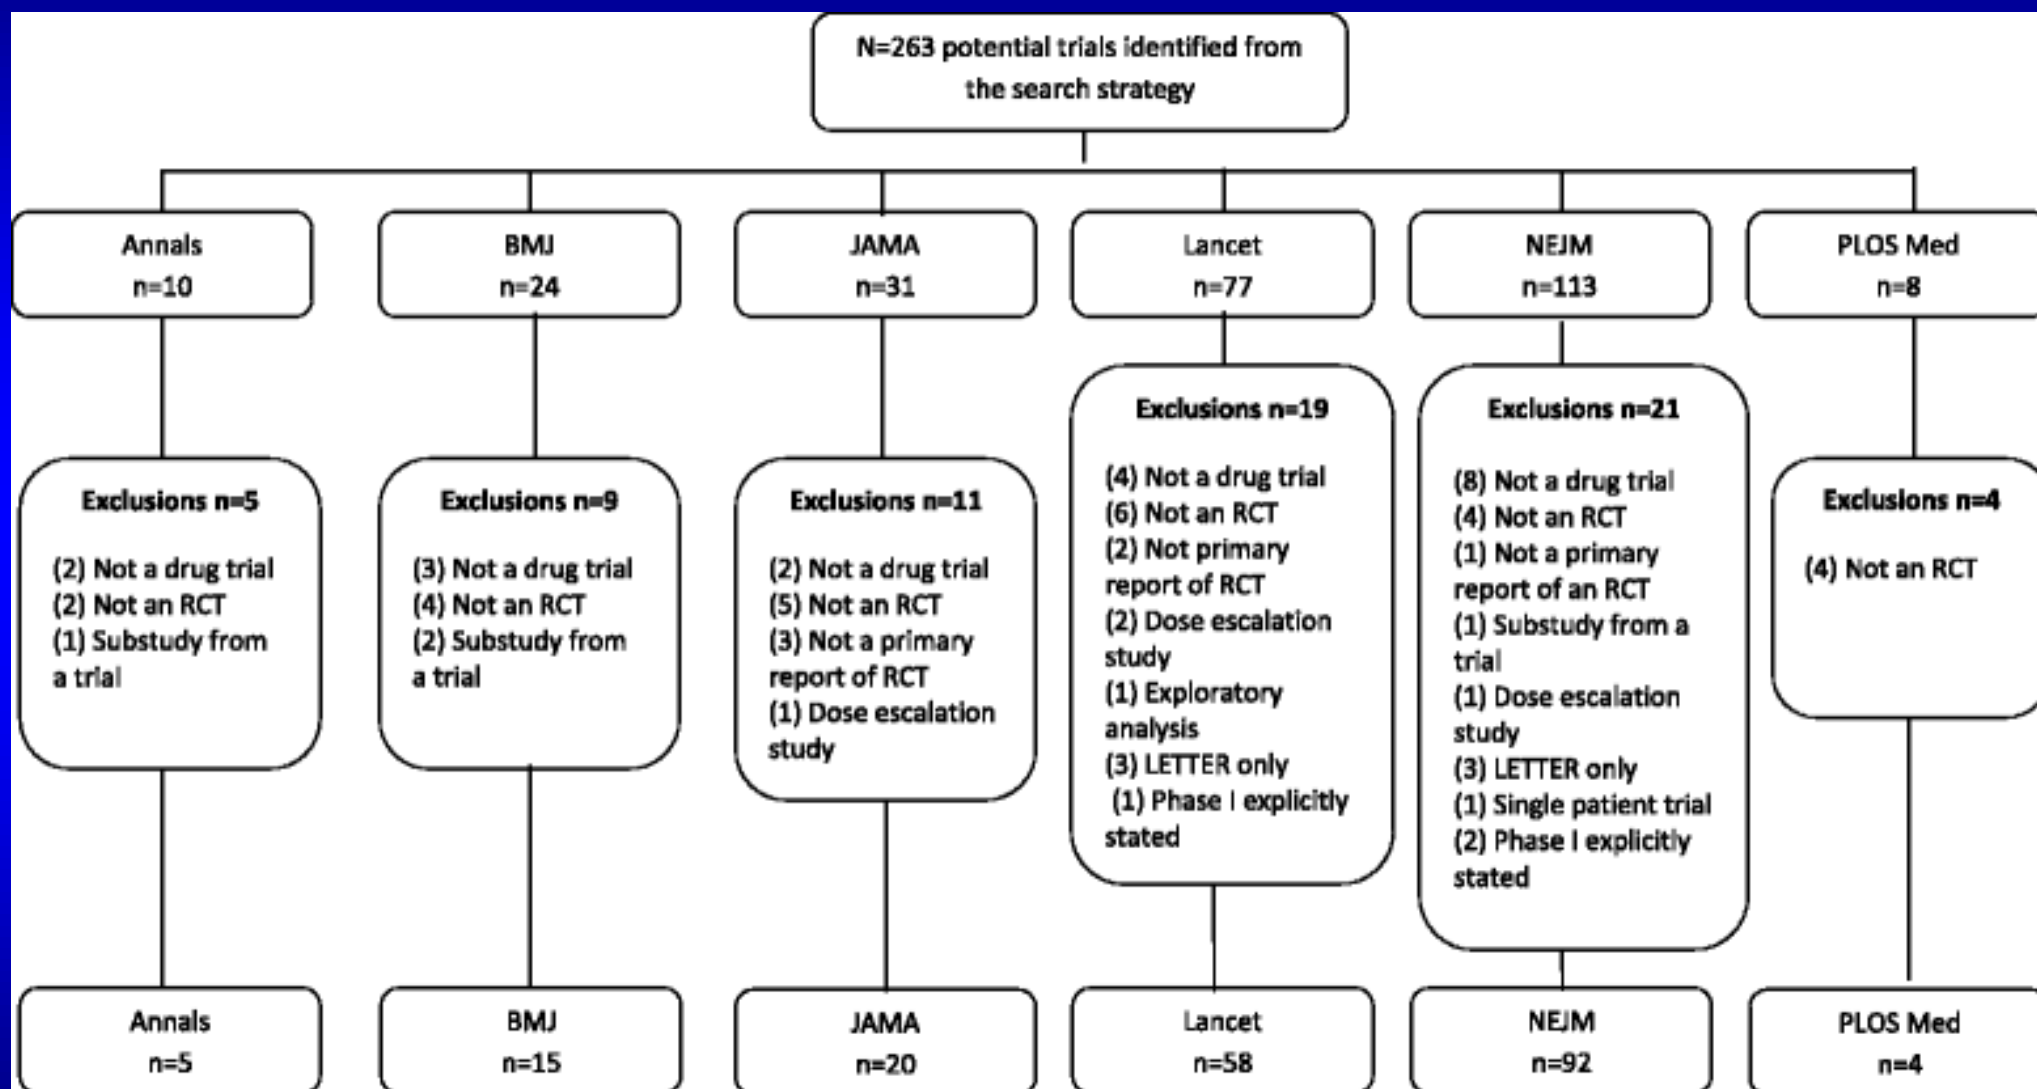 N=263 potential trials identified from
the search strategy
Annals
n=10
BMJ
n=24
JAMA
n=31
Lancet
n=77
NEJM
n=113
PLOS Med
n=8
Exclusions n=5
(2) Not a drug trial
(2) Not an RCT
(1) Substudy from
a trial
Exclusions n=9
(3) Not a drug trial
(4) Not an RCT
(2) Substudy from
a trial
Exclusions n=11
(2) Not a drug trial
(5) Not an RCT
(3) Not a primary
report of RCT
(1) Dose escalation
study
Exclusions n=19
(4) Not a drug trial
(6) Not an RCT
(2) Not primary
report of RCT
(2) Dose escalation
study
(1) Exploratory
analysis
(3) LETTER only
(1) Phase I explicitly
stated
Exclusions n=21
(8) Not a drug trial
(4) Not an RCT
(1) Not a primary
report of an RCT
(1) Substudy from a
trial
(1) Dose escalation
study
(3) LETTER only
(1) Single patient trial
(2) Phase I explicitly
stated
Exclusions n=4
(4) Not an RCT
Annals
n=5
BMJ
n=15
JAMA
n=20
Lancet
n=58
NEJM
n=92
PLOS Med
n=4